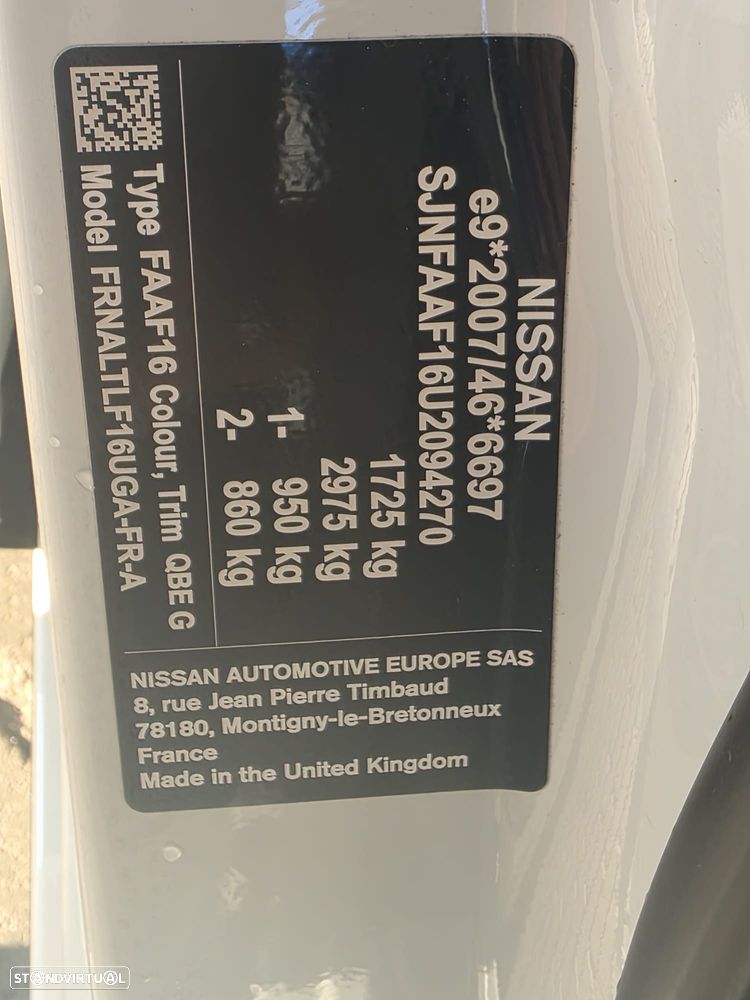 NISSAN
e9*2007/46*6697
SJNFAAF16U2094270
1725 kg
2975 kg
1- 950 kg
2- 860 kg
Type FAAF16 Colour, Trim QBE G
Model FRNALTLF16UGA-FR-A
NISSAN AUTOMOTIVE EUROPE SAS
8, rue Jean Pierre Timbaud
78180, Montigny-le-Bretonneux
France
Made in the United Kingdom
STANDVIRTUAL